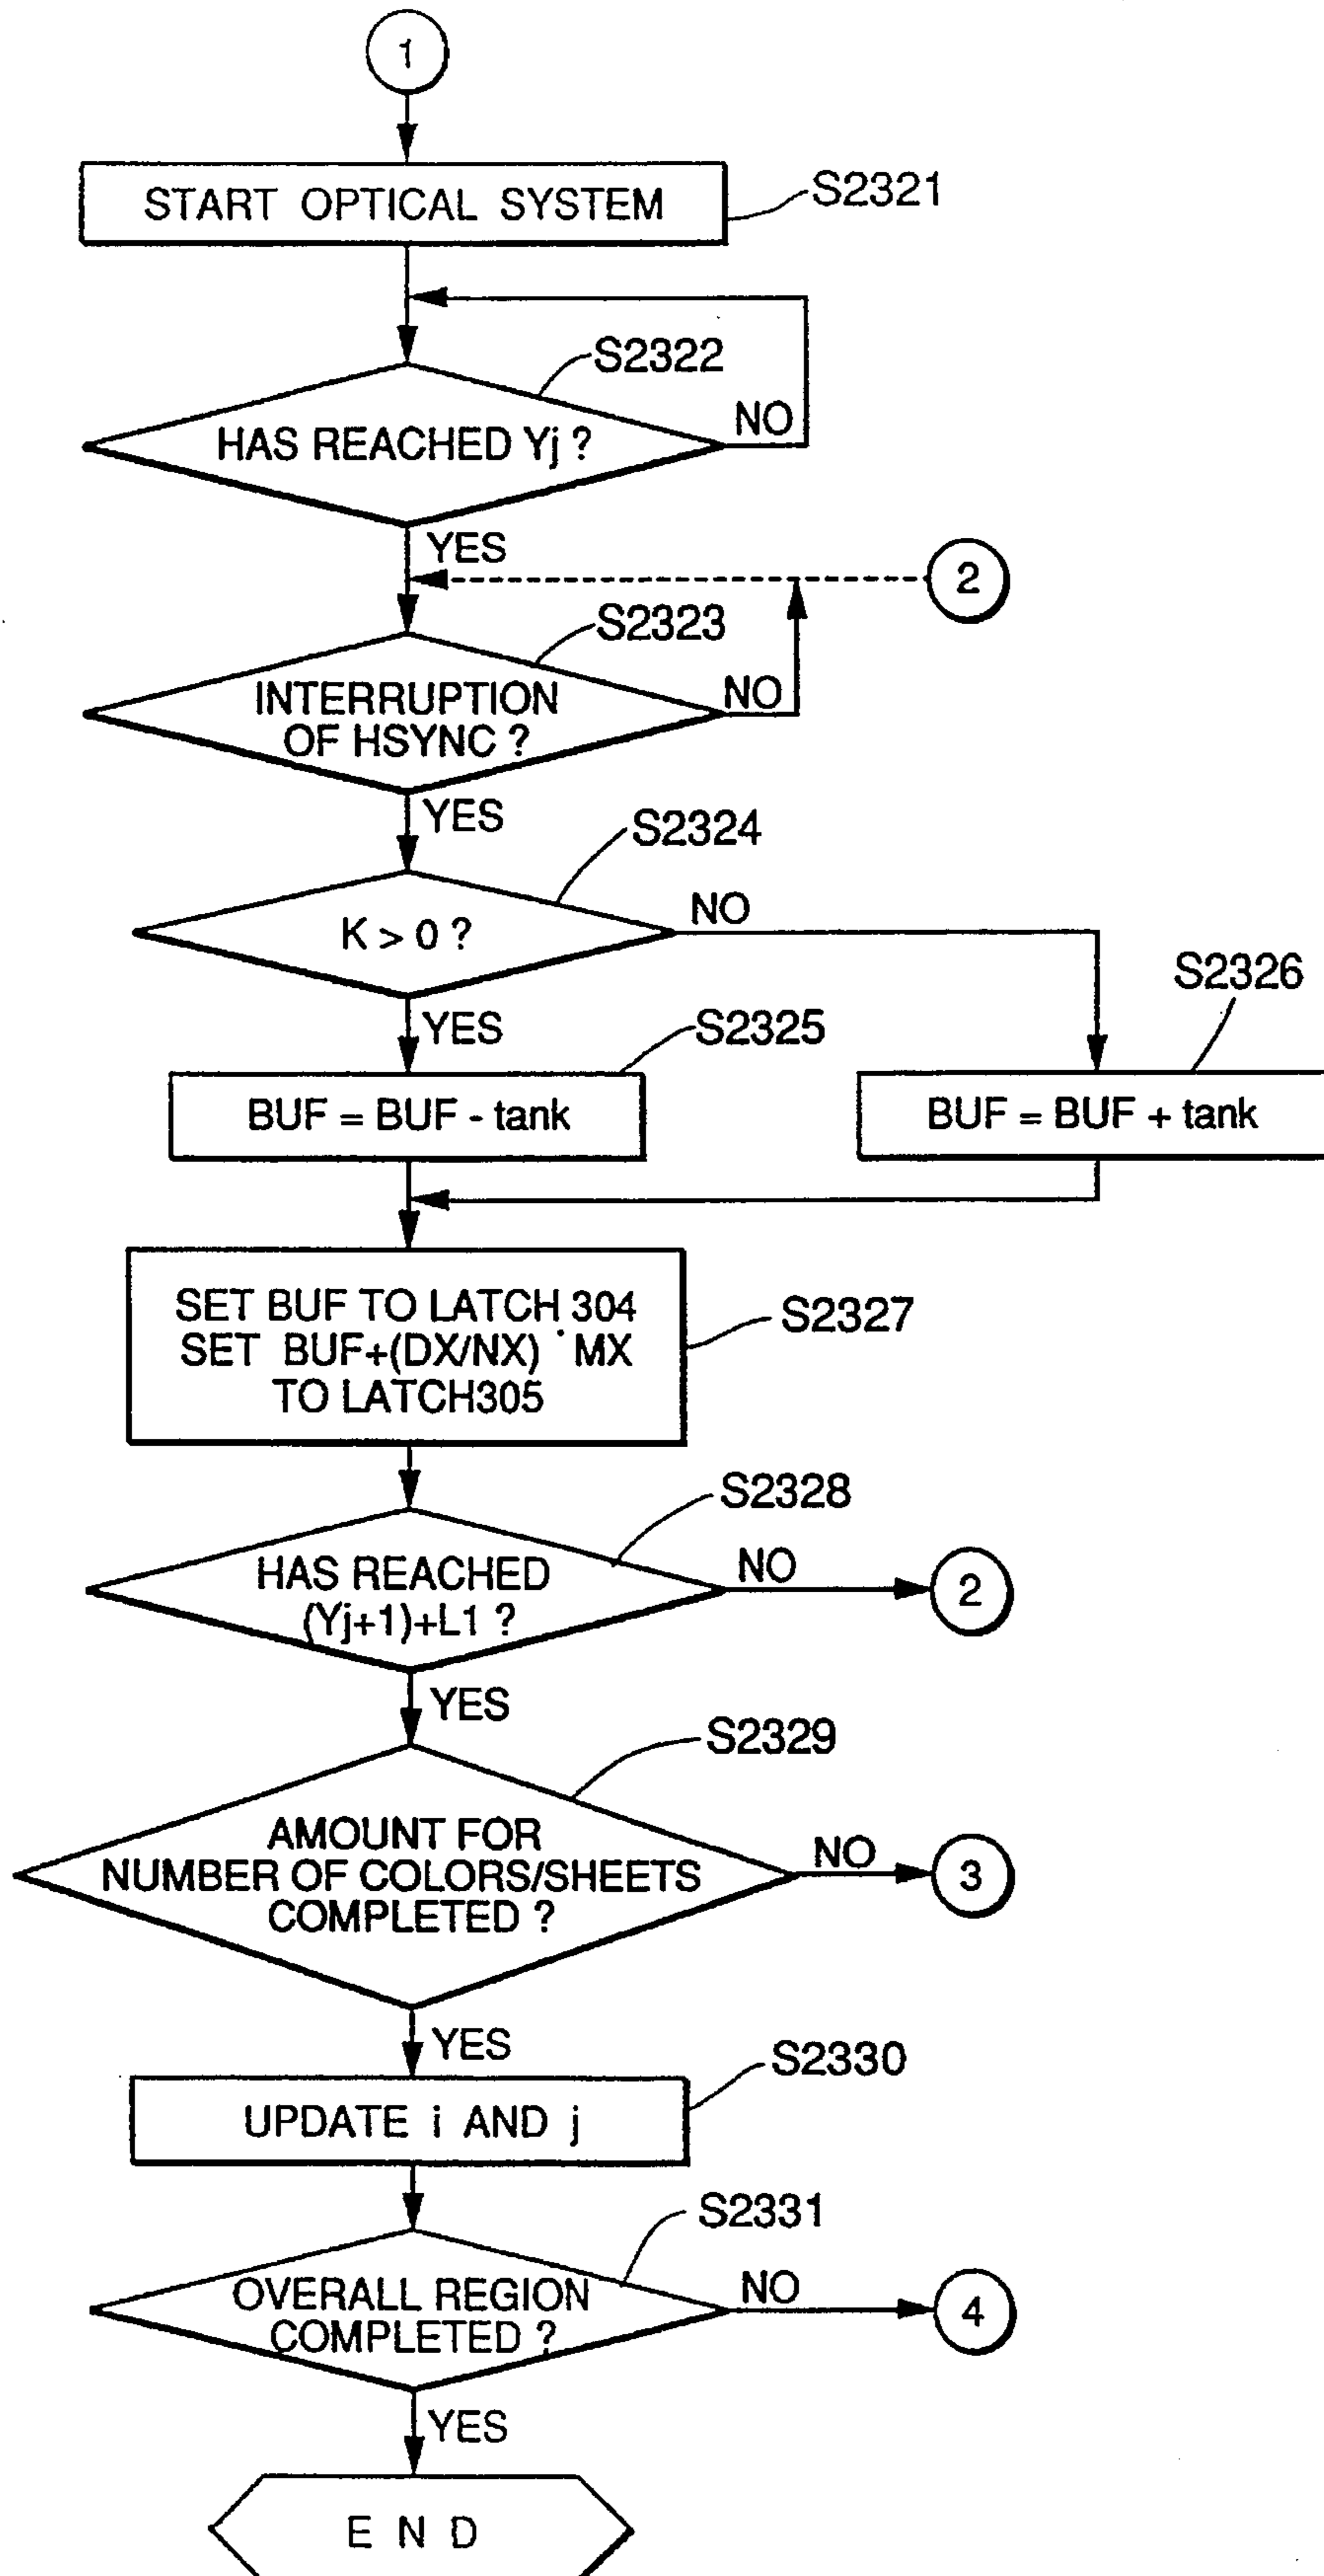 1
START OPTICAL SYSTEM
S2321
S2322
HAS REACHED Yj ?
NO
YES
2
S2323
INTERRUPTION
OF HSYNC ?
NO
YES
S2324
K > 0 ?
NO
S2326
YES
S2325
BUF = BUF - tank
BUF = BUF + tank
SET BUF TO LATCH 304
SET BUF+(DX/NX) · MX
TO LATCH305
S2327
S2328
HAS REACHED
(Yj+1)+L1 ?
NO
2
YES
S2329
AMOUNT FOR
NUMBER OF COLORS/SHEETS
COMPLETED ?
NO
3
YES
S2330
UPDATE i AND j
S2331
OVERALL REGION
COMPLETED ?
NO
4
YES
E N D